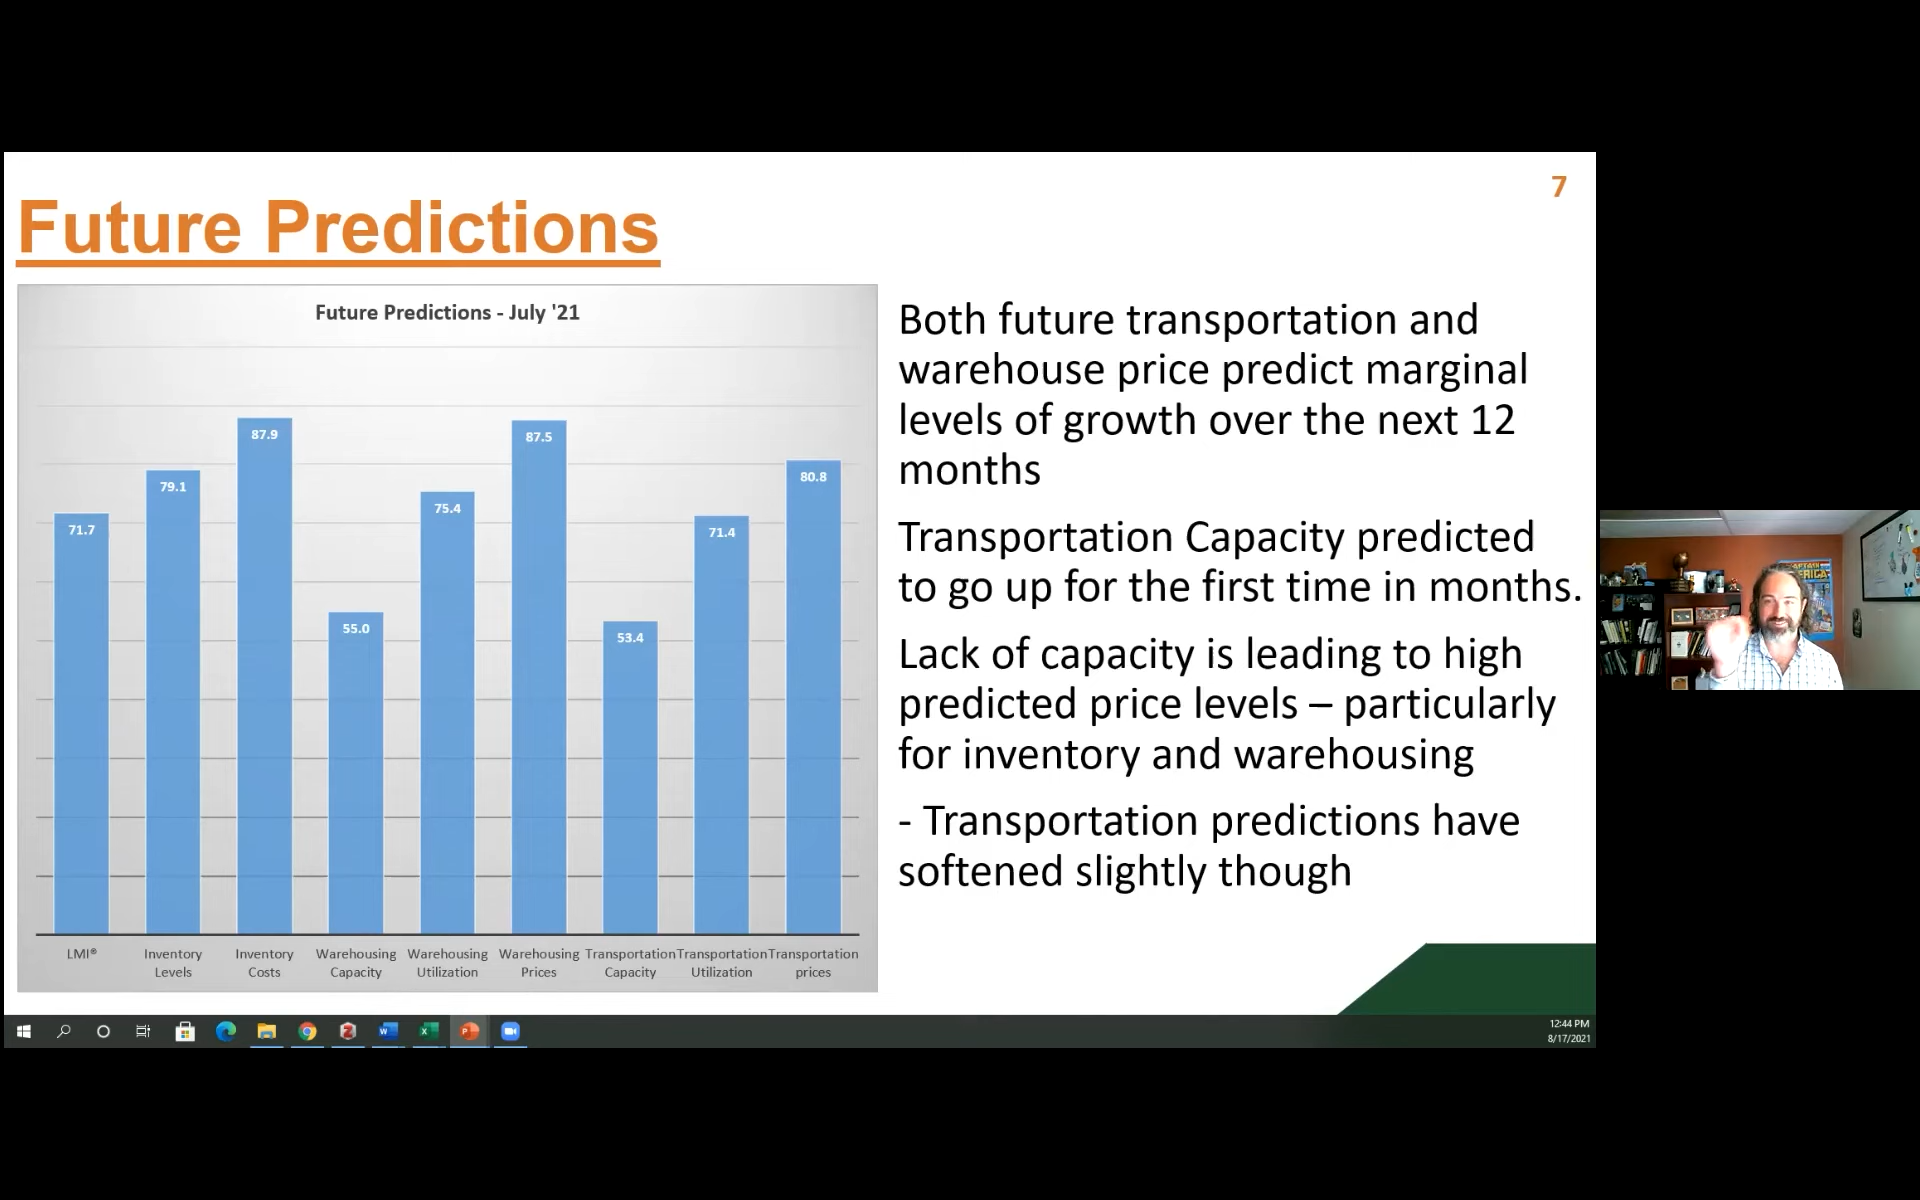 7
Future Predictions
Future Predictions - July '21
71.7
79.1
87.9
55.0
75.4
87.5
53.4
71.4
80.8
LMI®
Inventory
Levels
Inventory
Costs
Warehousing
Capacity
Warehousing
Utilization
Warehousing
Prices
Transportation
Capacity
Transportation
Utilization
Transportation
prices
Both future transportation and
warehouse price predict marginal
levels of growth over the next 12
months
Transportation Capacity predicted
to go up for the first time in months.
Lack of capacity is leading to high
predicted price levels – particularly
for inventory and warehousing
- Transportation predictions have
softened slightly though
12:44 PM
8/17/2021